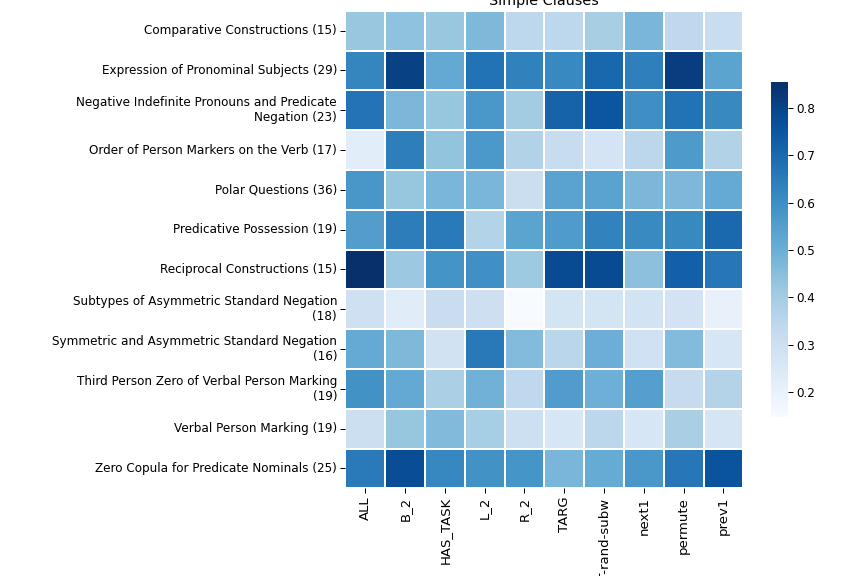 Simple Clauses
Comparative Constructions (15)
Expression of Pronominal Subjects (29)
Negative Indefinite Pronouns and Predicate
Negation (23)
Order of Person Markers on the Verb (17)
Polar Questions (36)
Predicative Possession (19)
Reciprocal Constructions (15)
Subtypes of Asymmetric Standard Negation
(18)
Symmetric and Asymmetric Standard Negation
(16)
Third Person Zero of Verbal Person Marking
(19)
Verbal Person Marking (19)
Zero Copula for Predicate Nominals (25)
ALL
B_2
HAS_TASK
L_2
R_2
TARG
-rand-subw
next1
permute
prev1
0.8
0.7
0.6
0.5
0.4
0.3
0.2